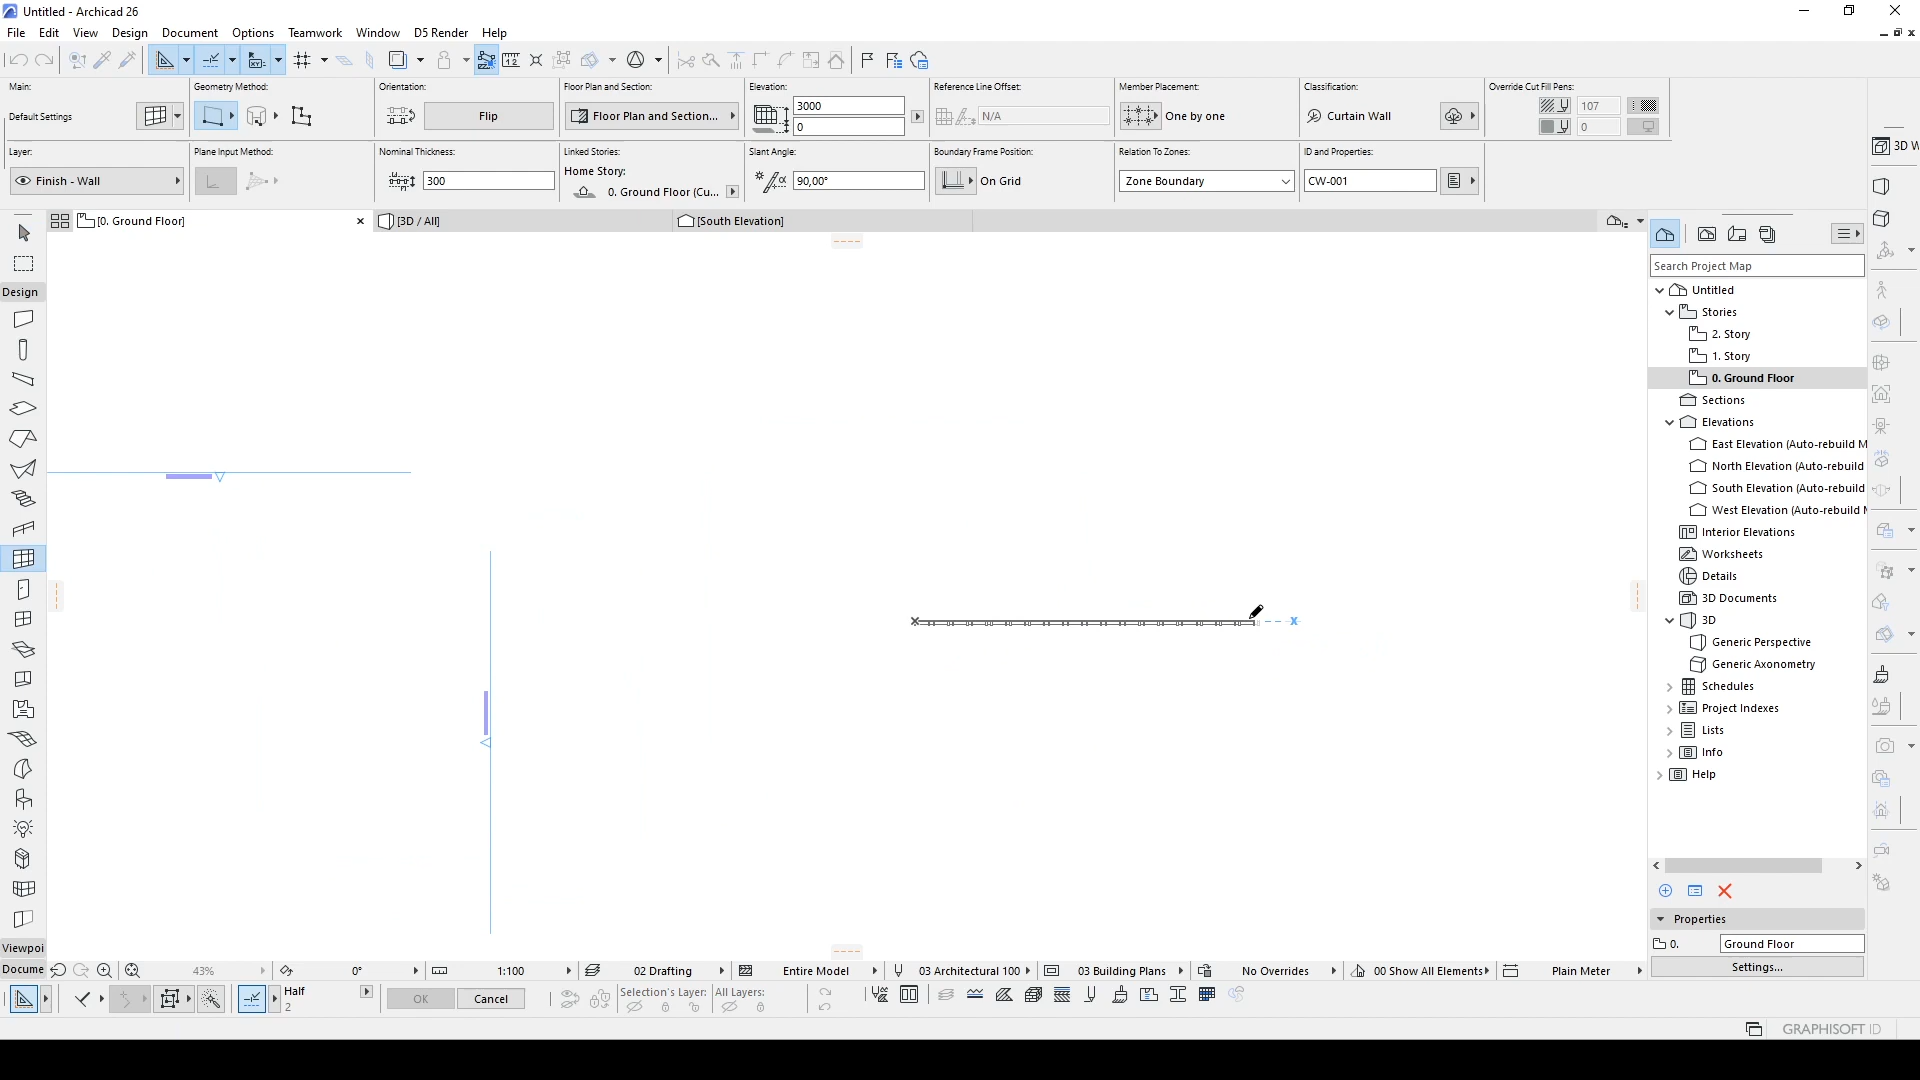 Untitled - Archicad 26
File Edit View Design Document Options Teamwork Window D5 Render Help
Main: Geometry Method: Orientation: Floor Plan and Section: Elevation: Reference Line Offset: Member Placement: Classification: Override Cut Fill Pens:
Default Settings Flip Floor Plan and Section... 3000 N/A One by one Curtain Wall 107
0 0
Layer: Plane Input Method: Nominal Thickness: Linked Stories: Slant Angle: Boundary Frame Position: Relation To Zones: ID and Properties:
Home Story:
Finish - Wall 300 0. Ground Floor (Cu... 90,00° On Grid Zone Boundary CW-001
3D W
[0. Ground Floor] [3D / All] [South Elevation]
Search Project Map
Design
Untitled
Stories
2. Story
1. Story
0. Ground Floor
Sections
Elevations
East Elevation (Auto-rebuild M
North Elevation (Auto-rebuild
South Elevation (Auto-rebuild
West Elevation (Auto-rebuild
Interior Elevations
Worksheets
Details
3D Documents
3D
Generic Perspective
Generic Axonometry
Schedules
Project Indexes
Lists
Info
Help
Properties
0. Ground Floor
Settings...
Viewpoi
Docume
43% 0° 1:100 02 Drafting Entire Model 03 Architectural 100 03 Building Plans No Overrides 00 Show All Elements Plain Meter
Half
2
OK Cancel
Selection's Layer: All Layers:
GRAPHISOFT ID